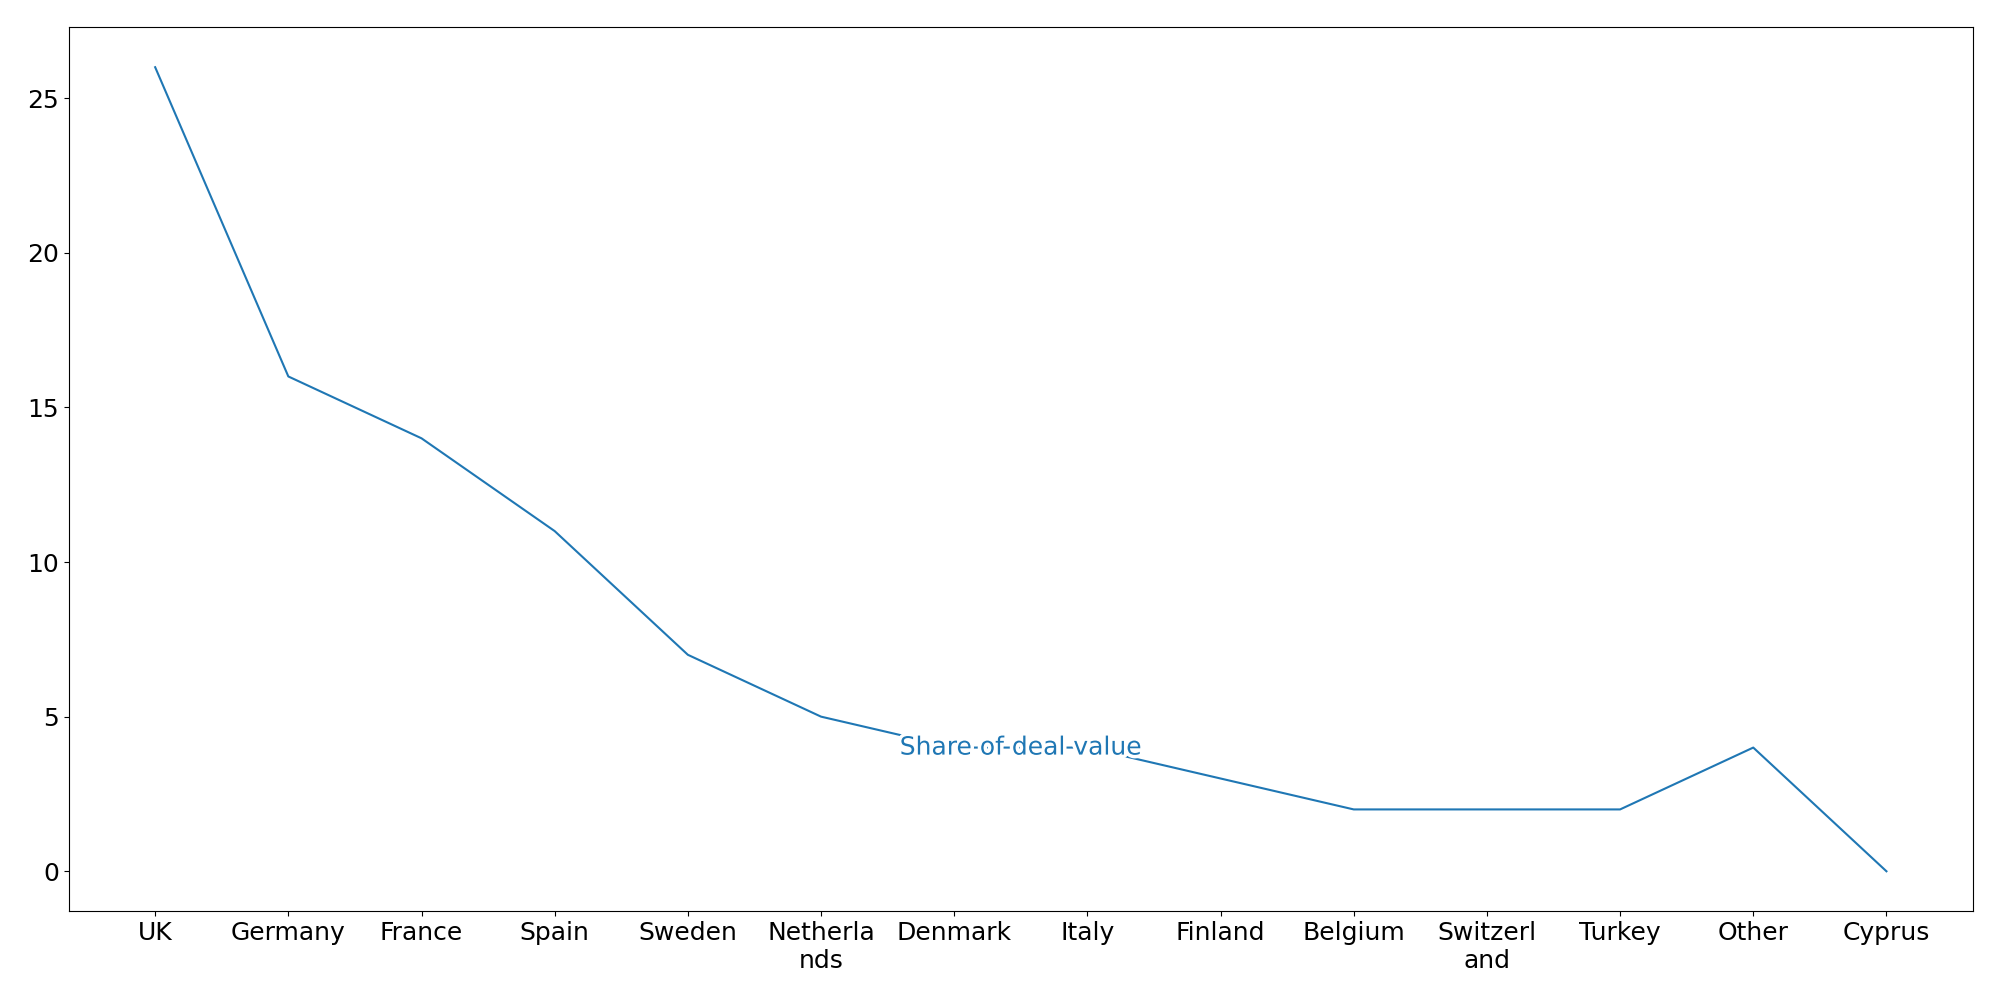 25
20
15
10
5
0
Share-of-deal-value
UK Germany France Spain Sweden Netherla Denmark Italy Finland Belgium Switzerl Turkey Other Cyprus
nds and